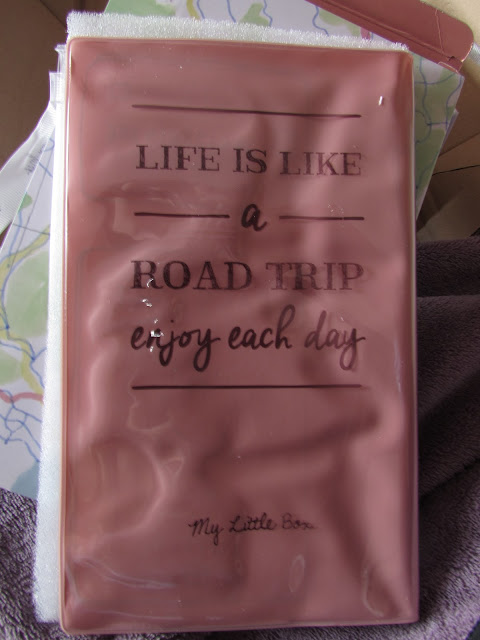 LIFE IS LIKE
a
ROAD TRIP
enjoy each day
My Little Box